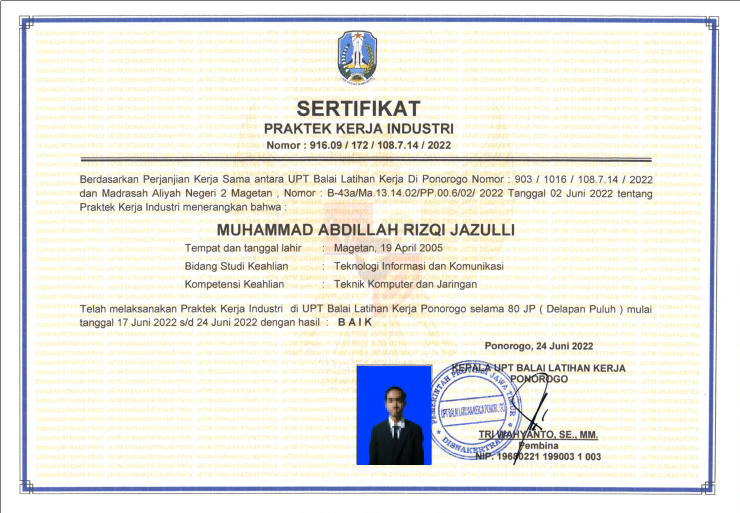 SERTIFIKAT
PRAKTEK KERJA INDUSTRI
Nomor : 916.09 / 172 / 108.7.14 / 2022
Berdasarkan Perjanjian Kerja Sama antara UPT Balai Latihan Kerja Di Ponorogo Nomor : 903 / 1016 / 108.7.14 / 2022
dan Madrasah Aliyah Negeri 2 Magetan , Nomor : B-43a/Ma.13.14.02/PP.00.6/02/ 2022 Tanggal 02 Juni 2022 tentang
Praktek Kerja Industri menerangkan bahwa :
MUHAMMAD ABDILLAH RIZQI JAZULLI
Tempat dan tanggal lahir : Magetan, 19 April 2005
Bidang Studi Keahlian : Teknologi Informasi dan Komunikasi
Kompetensi Keahlian : Teknik Komputer dan Jaringan
Telah melaksanakan Praktek Kerja Industri di UPT Balai Latihan Kerja Ponorogo selama 80 JP ( Delapan Puluh ) mulai
tanggal 17 Juni 2022 s/d 24 Juni 2022 dengan hasil : B A I K
Ponorogo, 24 Juni 2022
KEPALA UPT BALAI LATIHAN KERJA
PONOROGO
PEMERINTAH PROVINSI JAWA TIMUR
UPT BALAI LATIHAN KERJA PONOROGO
DISNAKERTRANS
TRI WAHYANTO, SE., MM.
Pembina
NIP. 19680221 199003 1 003